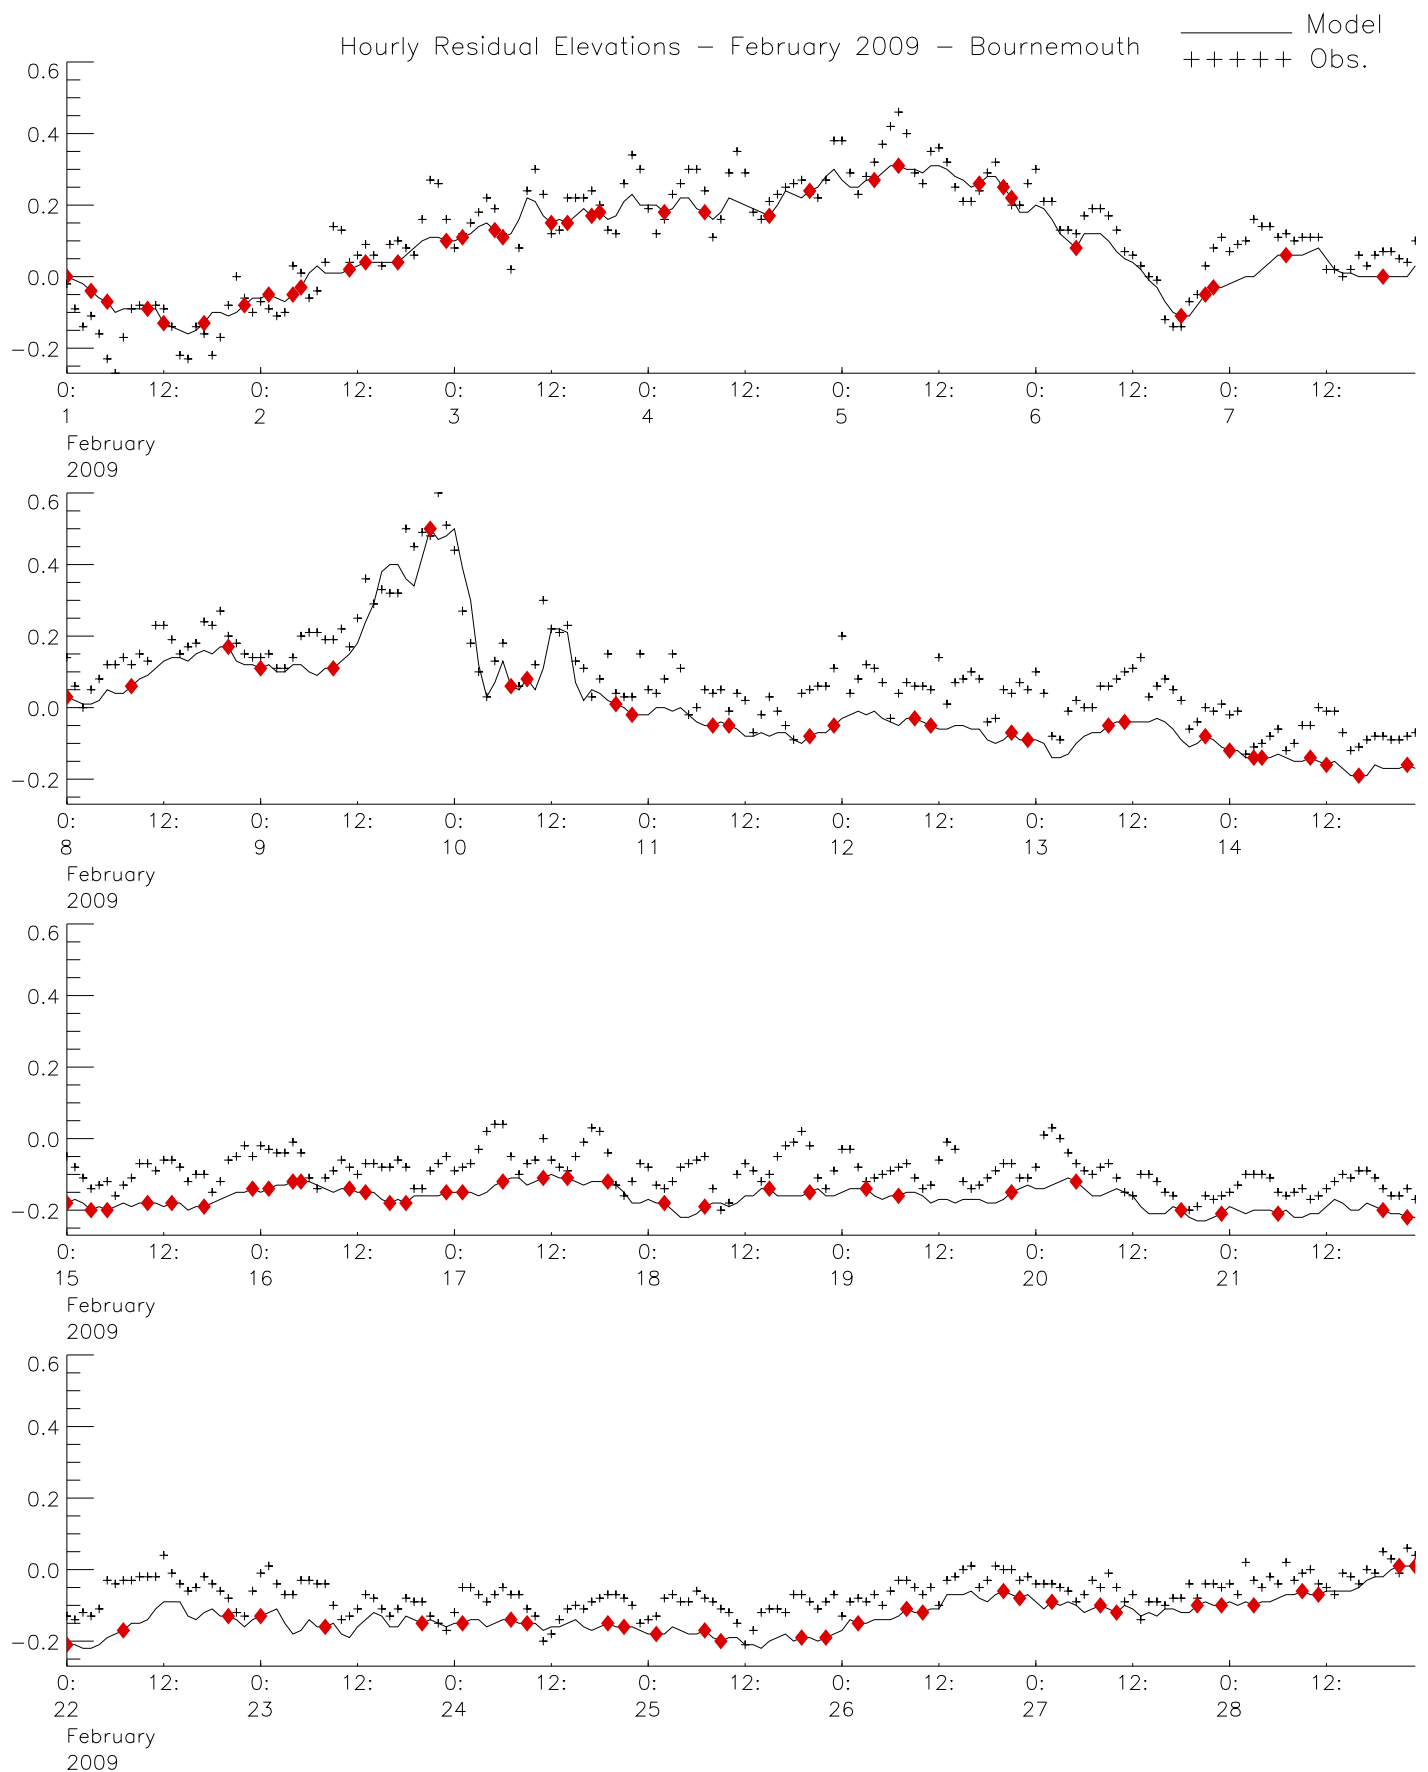 Hourly Residual Elevations − February 2009 − Bournemouth
Model
+++++ Obs.
0.6
0.4
0.2
0.0
−0.2
0: 12: 0: 12: 0: 12: 0: 12: 0: 12: 0: 12: 0: 12:
1 2 3 4 5 6 7
February
2009
0.6
0.4
0.2
0.0
−0.2
0: 12: 0: 12: 0: 12: 0: 12: 0: 12: 0: 12: 0: 12:
8 9 10 11 12 13 14
February
2009
0.6
0.4
0.2
0.0
−0.2
0: 12: 0: 12: 0: 12: 0: 12: 0: 12: 0: 12: 0: 12:
15 16 17 18 19 20 21
February
2009
0.6
0.4
0.2
0.0
−0.2
0: 12: 0: 12: 0: 12: 0: 12: 0: 12: 0: 12: 0: 12:
22 23 24 25 26 27 28
February
2009